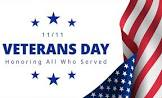 11/11
VETERANS DAY
Honoring All Who Served